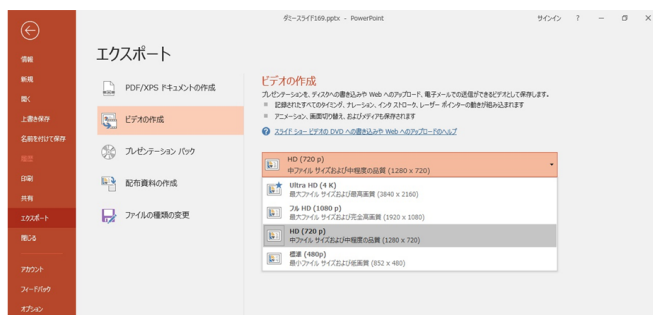 ダミースライド169.pptx - PowerPoint
サインイン ? － × 
エクスポート
情報
新規
開く
上書き保存
名前を付けて保存
履歴
印刷
共有
エクスポート
閉じる
アカウント
フィードバック
オプション
PDF/XPS ドキュメントの作成
ビデオの作成
プレゼンテーション パック
配布資料の作成
ファイルの種類の変更
ビデオの作成
プレゼンテーションを、ディスクへの書き込みや Web へのアップロード、電子メールでの送信ができるビデオとして保存します。
記録されたすべてのタイミング、ナレーション、インク ストローク、レーザー ポインターの動きが組み込まれます
アニメーション、画面切り替え、およびメディアも保存されます
スライド ショー ビデオの DVD への書き込みや Web へのアップロードのヘルプ
HD (720 p)
中ファイル サイズおよび中程度の品質 (1280 x 720)
Ultra HD (4 K)
最大ファイル サイズおよび最高画質 (3840 x 2160)
フル HD (1080 p)
最大ファイル サイズおよび完全高画質 (1920 x 1080)
HD (720 p)
中ファイル サイズおよび中程度の品質 (1280 x 720)
標準 (480p)
最小ファイル サイズおよび低画質 (852 x 480)